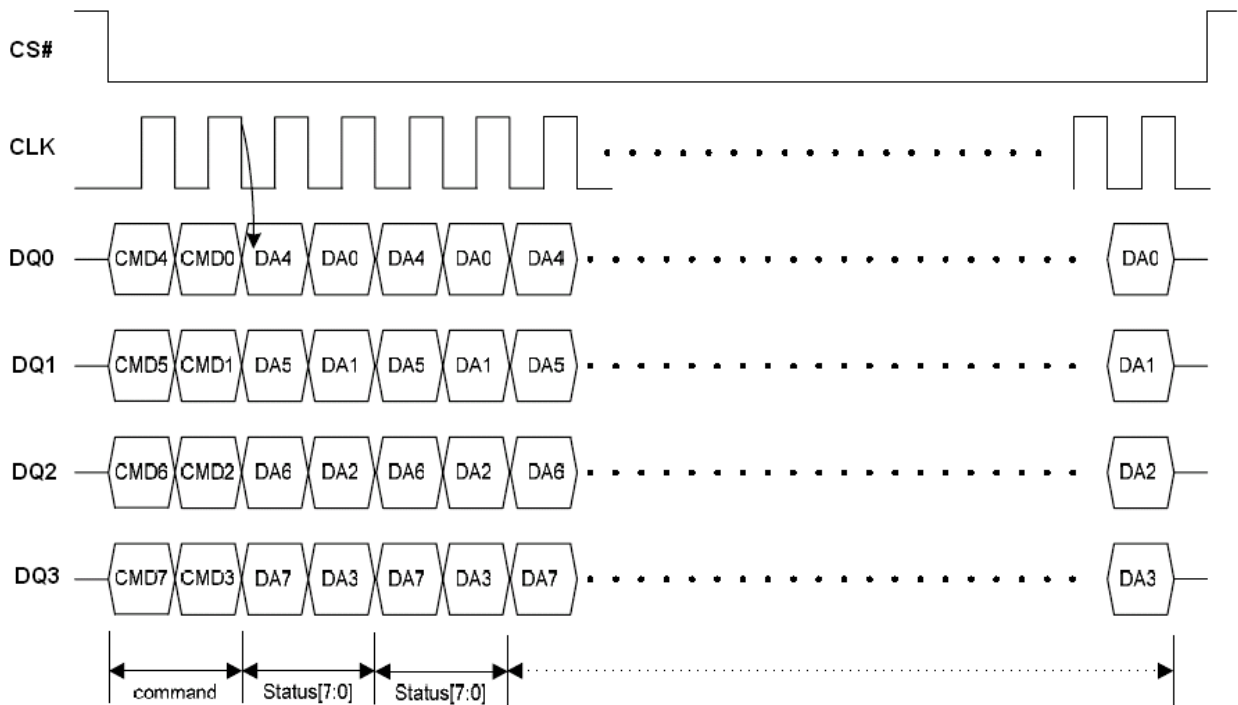 CS#
CLK
DQ0 CMD4 CMD0 DA4 DA0 DA4 DA0 DA4 DA0
DQ1 CMD5 CMD1 DA5 DA1 DA5 DA1 DA5 DA1
DQ2 CMD6 CMD2 DA6 DA2 DA6 DA2 DA6 DA2
DQ3 CMD7 CMD3 DA7 DA3 DA7 DA3 DA7 DA3
command Status[7:0] Status[7:0]